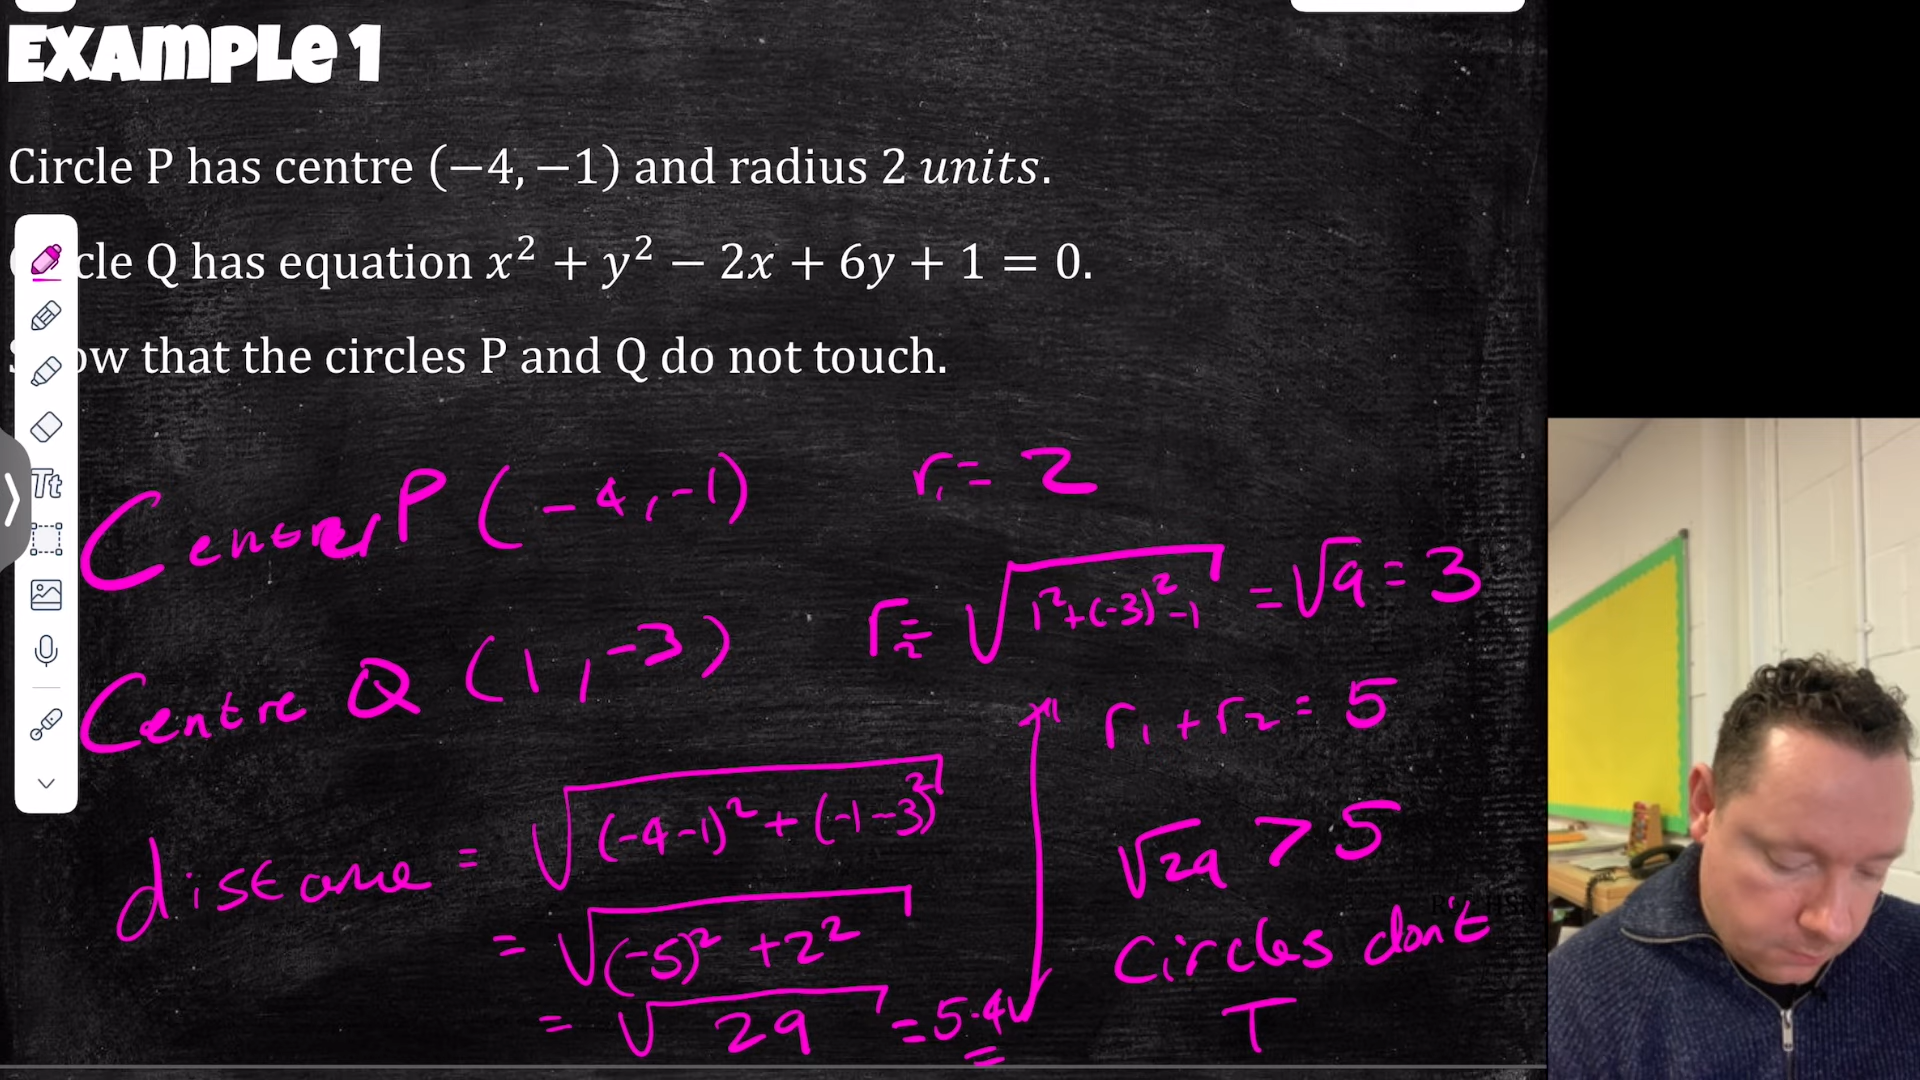 Example 1
Circle P has centre (−4, −1) and radius 2 units.
cle Q has equation x² + y² − 2x + 6y + 1 = 0.
ow that the circles P and Q do not touch.
Tt
Centre P (-4, -1)
r₁ = 2
r₂ = √(1²+(-3)²-1) = √9 = 3
Centre Q (1, -3)
r₁ + r₂ = 5
distance = √((-4-1)² + (-1--3)²)
= √((-5)² + 2²)
= √29 = 5.4
√29 > 5
Circles don't
T